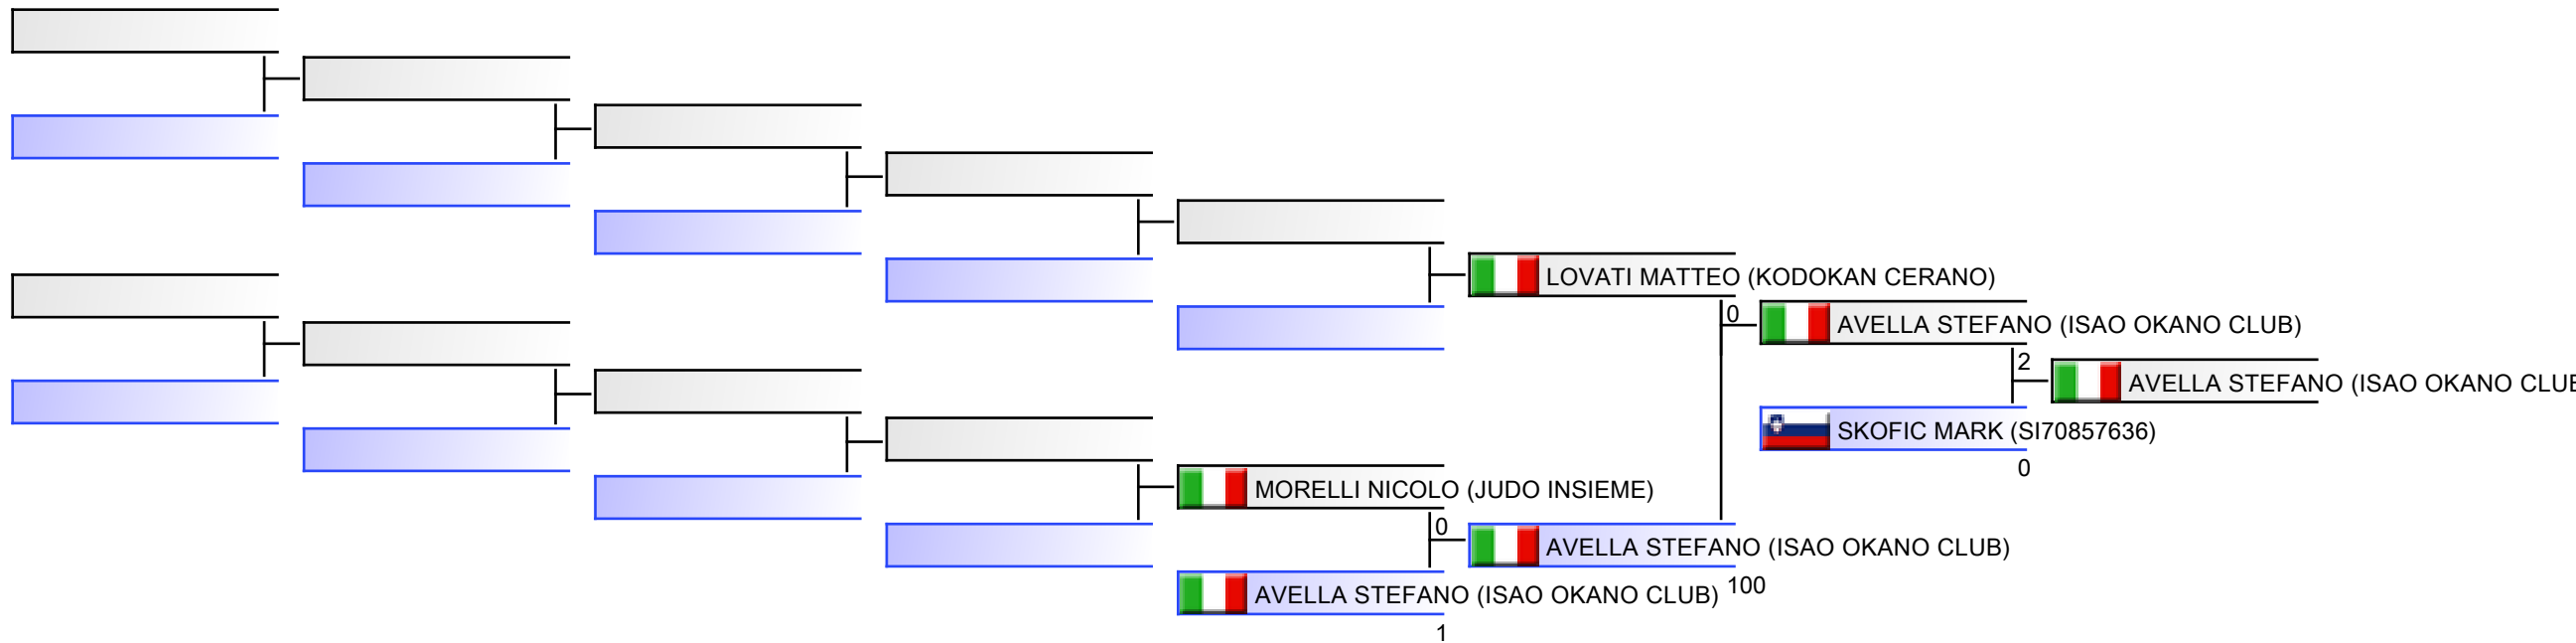 LOVATI MATTEO (KODOKAN CERANO)
0
AVELLA STEFANO (ISAO OKANO CLUB)
2
AVELLA STEFANO (ISAO OKANO CLUB
SKOFIC MARK (SI70857636)
0
MORELLI NICOLO (JUDO INSIEME)
0
AVELLA STEFANO (ISAO OKANO CLUB)
100
AVELLA STEFANO (ISAO OKANO CLUB)
1